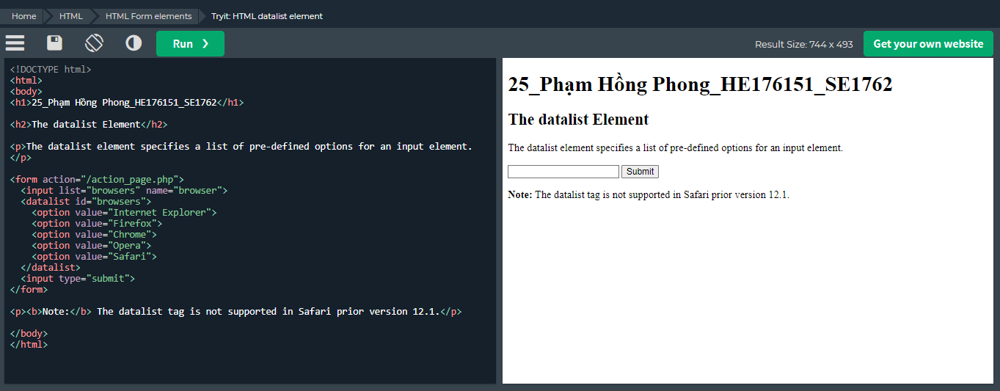 Home HTML HTML Form elements Tryit: HTML datalist element
Run ❯ Result Size: 744 x 493 Get your own website
<!DOCTYPE html>
<html>
<body>
<h1>25_Phạm Hồng Phong_HE176151_SE1762</h1>
<h2>The datalist Element</h2>
<p>The datalist element specifies a list of pre-defined options for an input element.
</p>
<form action="/action_page.php">
  <input list="browsers" name="browser">
  <datalist id="browsers">
    <option value="Internet Explorer">
    <option value="Firefox">
    <option value="Chrome">
    <option value="Opera">
    <option value="Safari">
  </datalist>
  <input type="submit">
</form>
<p><b>Note:</b> The datalist tag is not supported in Safari prior version 12.1.</p>
</body>
</html>
25_Phạm Hồng Phong_HE176151_SE1762
The datalist Element
The datalist element specifies a list of pre-defined options for an input element.
Submit
Note: The datalist tag is not supported in Safari prior version 12.1.